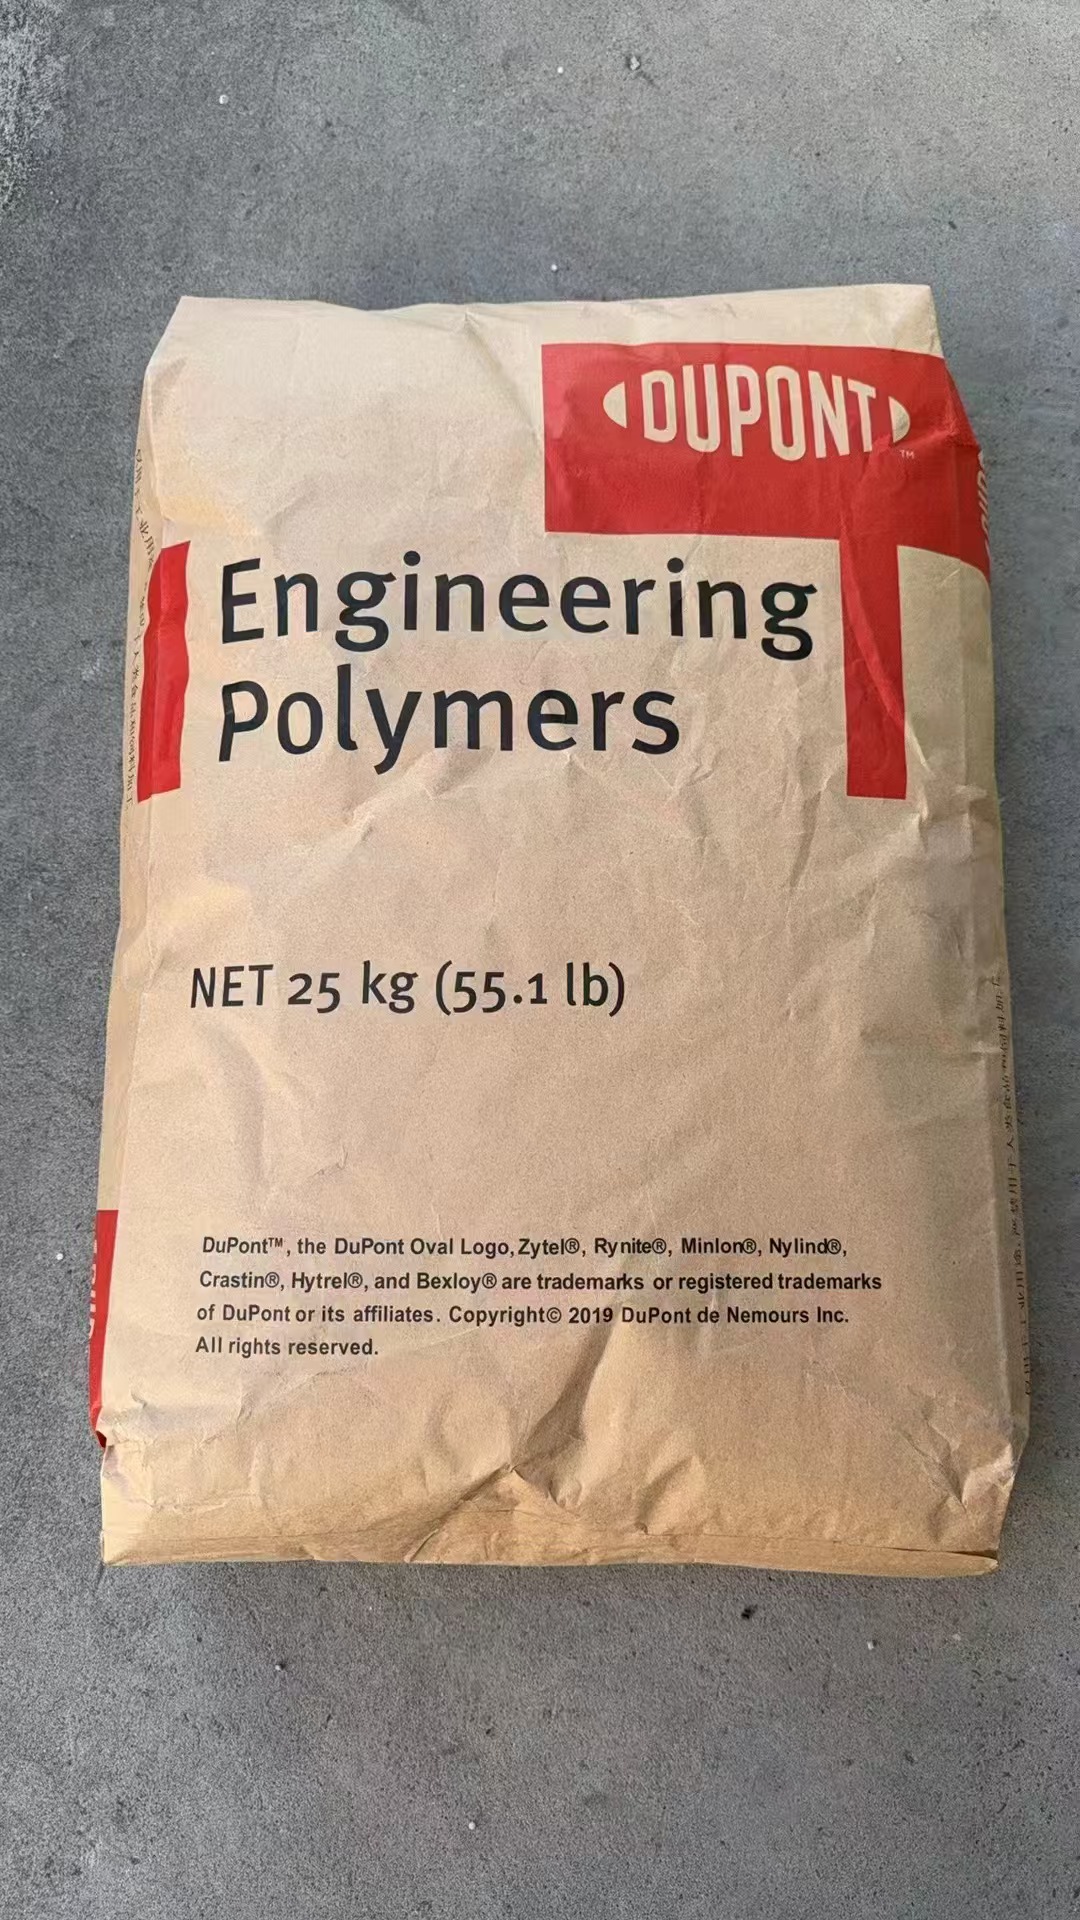 DUPONT
TM
Engineering
Polymers
NET 25 kg (55.1 lb)
DuPont™, the DuPont Oval Logo, Zytel®, Rynite®, Minlon®, Nylind®,
Crastin®, Hytrel®, and Bexloy® are trademarks or registered trademarks
of DuPont or its affiliates. Copyright© 2019 DuPont de Nemours Inc.
All rights reserved.